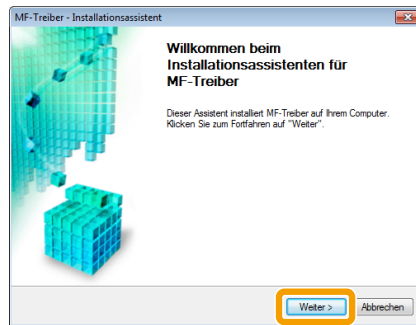 MF-Treiber - Installationsassistent
Willkommen beim
Installationsassistenten für
MF-Treiber
Dieser Assistent installiert MF-Treiber auf Ihrem Computer.
Klicken Sie zum Fortfahren auf "Weiter".
Weiter >
Abbrechen